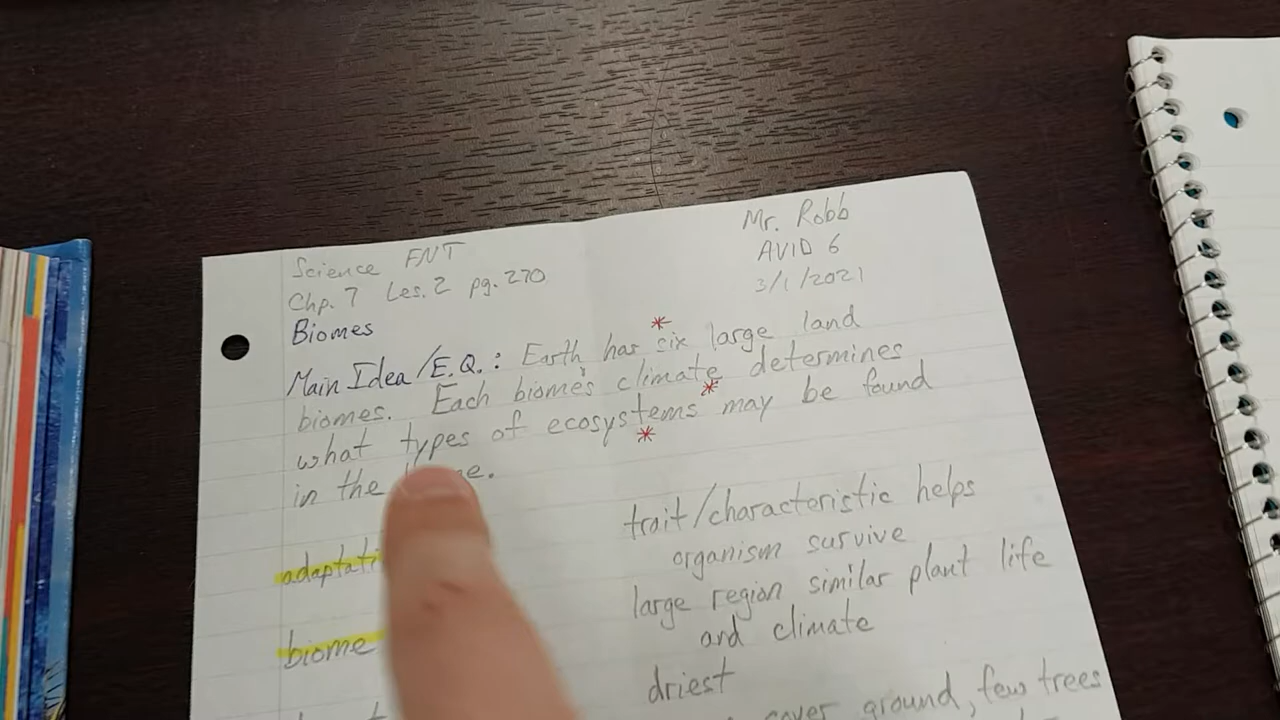 Science FNT
Mr. Robb
Chp. 7 Les. 2 pg. 270
AVID 6
3/1/2021
Biomes
Main Idea/E.Q.: Earth has six large land
biomes. Each biome's climate determines
what types of ecosystems may be found
in the
adaptati
trait/characteristic helps
organism survive
biome
large region similar plant life
and climate
driest
cover ground, few trees